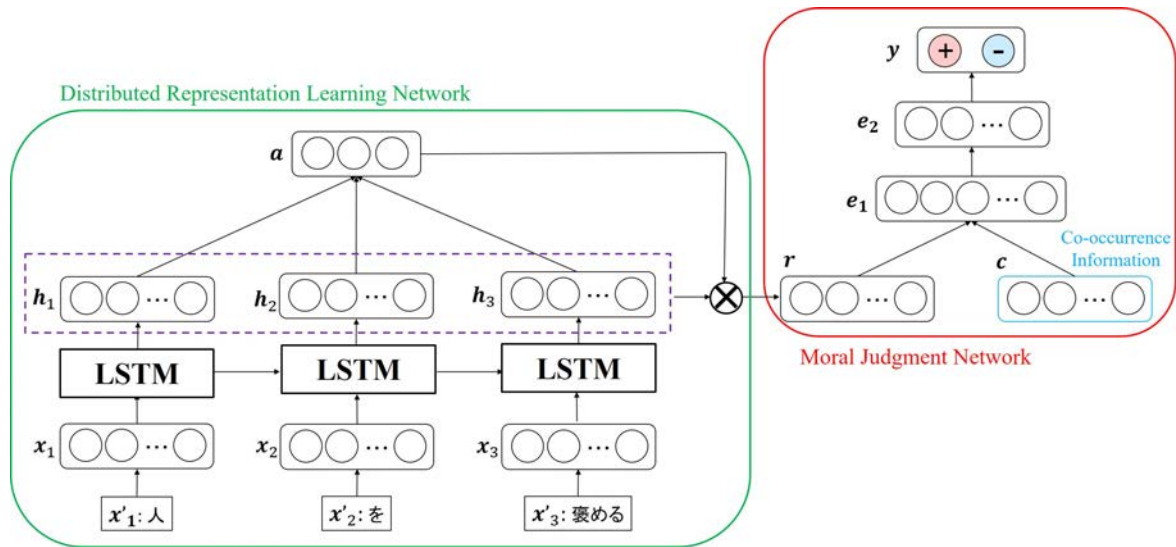 Distributed Representation Learning Network
a
h₁ h₂ h₃
LSTM LSTM LSTM
x₁ x₂ x₃
x'₁: 人 x'₂: を x'₃: 褒める
y + -
e₂
e₁
Co-occurrence
Information
r c
Moral Judgment Network